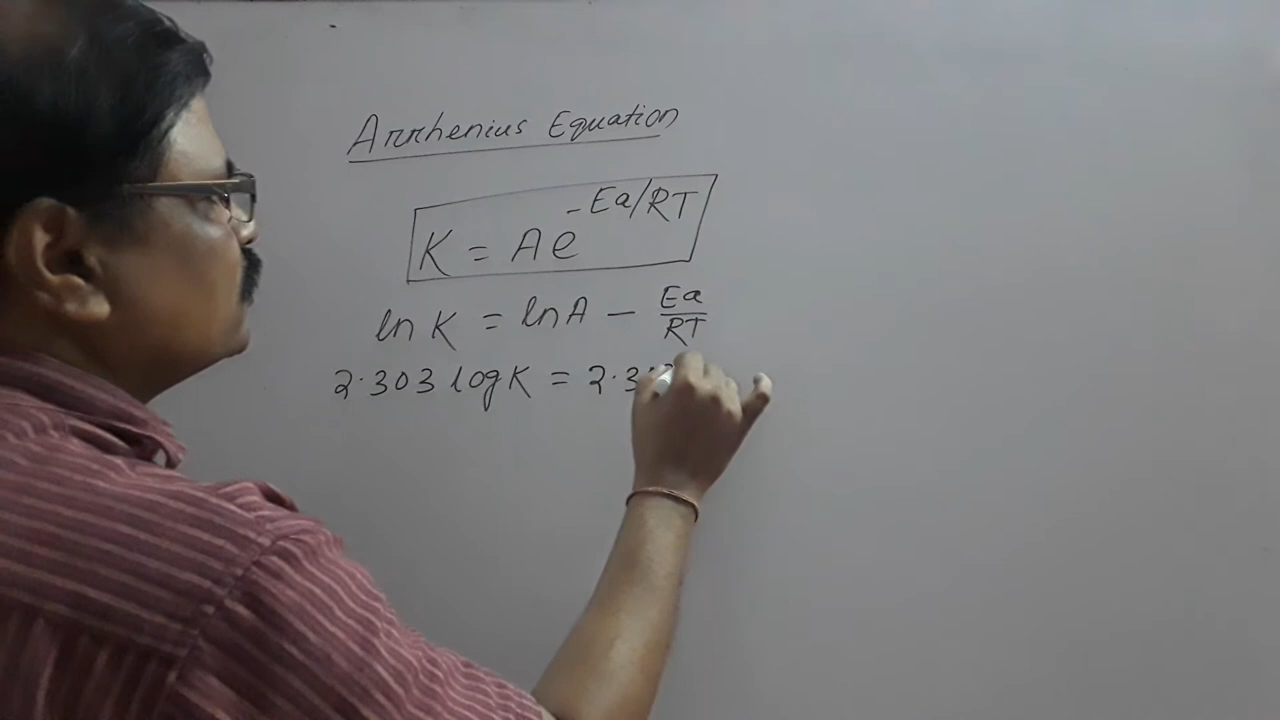 Arrhenius Equation
K = Ae^-Ea/RT
ln K = ln A - Ea/RT
2.303 log K = 2.3